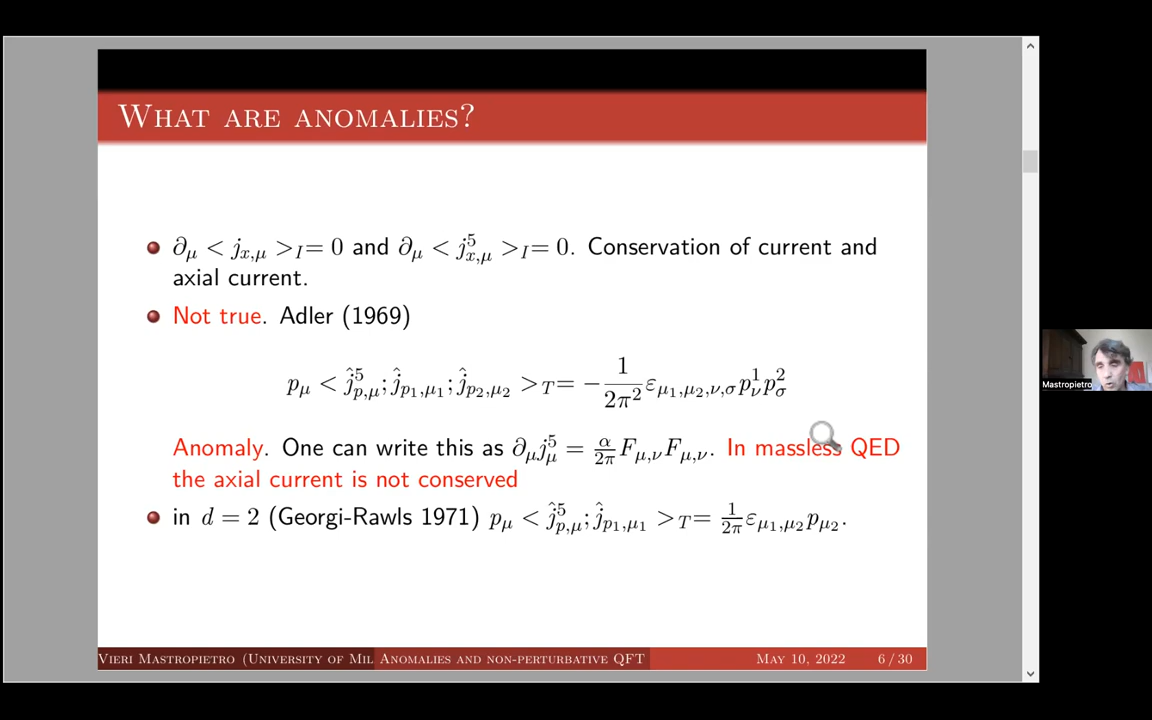 WHAT ARE ANOMALIES?
∂μ < jx,μ >I= 0 and ∂μ < j⁵x,μ >I= 0. Conservation of current and
axial current.
Not true. Adler (1969)
pμ < ĵ⁵p,μ; ĵp1,μ1; ĵp2,μ2 >T= − 1/2π² εμ1,μ2,ν,σ p¹ν p²σ
Anomaly. One can write this as ∂μ j⁵μ = α/2π Fμ,ν Fμ,ν. In massless QED
the axial current is not conserved
in d = 2 (Georgi-Rawls 1971) pμ < ĵ⁵p,μ; ĵp1,μ1 >T= 1/2π εμ1,μ2 pμ2.
Mastropietro
VIERI MASTROPIETRO (UNIVERSITY OF MIL ANOMALIES AND NON-PERTURBATIVE QFT MAY 10, 2022 6 / 30